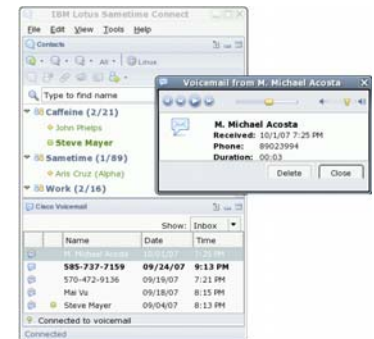 IBM Lotus Sametime Connect
File Edit View Tools Help
Contacts
All Linux
Type to find name
Caffeine (2/21)
John Phelps
Steve Mayer
Sametime (1/89)
Aris Cruz (Alpha)
Work (2/16)
Voicemail from M. Michael Acosta
M. Michael Acosta
Received: 10/1/07 7:25 PM
Phone: 89023994
Duration: 00:03
Delete Close
Cisco Voicemail
Show: Inbox
Name Date Time
M. Michael Acosta 10/01/07 7:25 PM
585-737-7159 09/24/07 9:13 PM
570-472-9136 09/19/07 7:21 PM
Mai Vu 09/18/07 8:15 PM
Steve Mayer 09/04/07 8:13 PM
Connected to voicemail
Connected